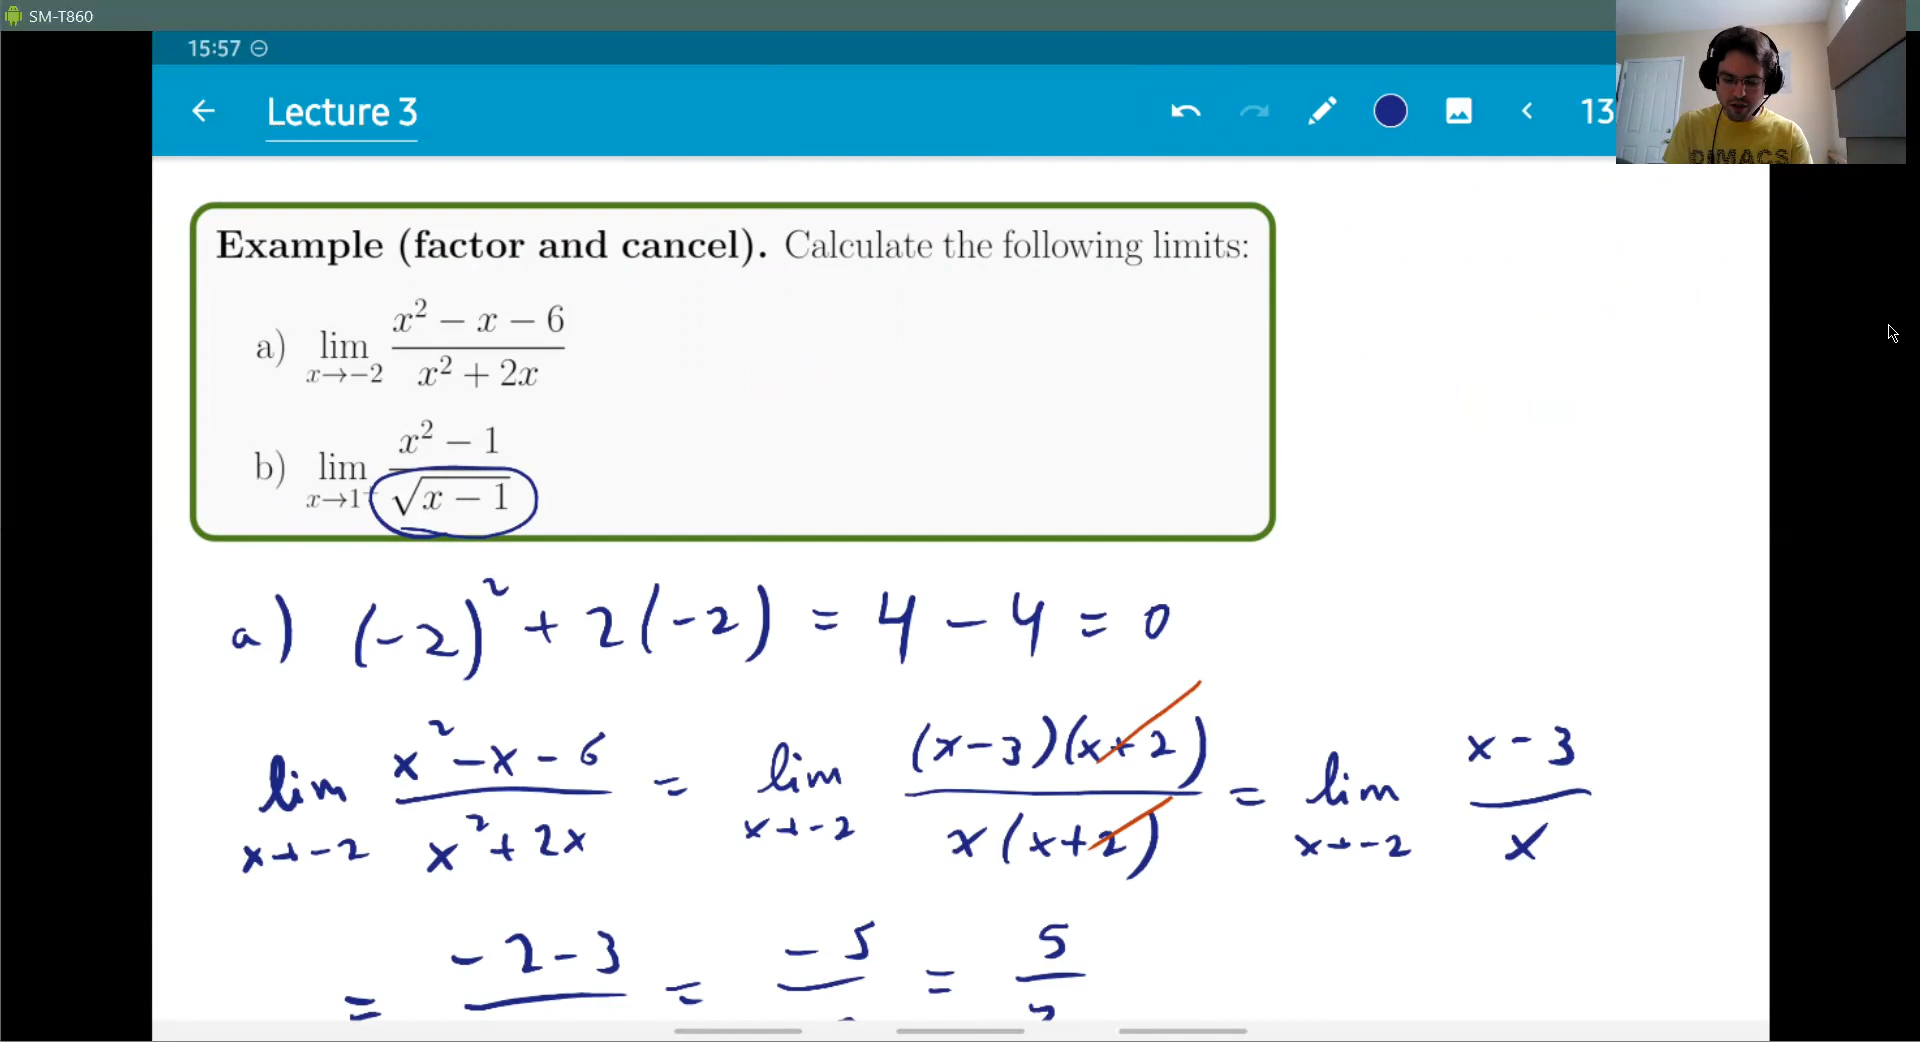 SM-T860
15:57
Lecture 3
13
DIMACS
Example (factor and cancel). Calculate the following limits:
a) lim x→-2 (x² − x − 6)/(x² + 2x)
b) lim x→1⁺ (x² − 1)/√(x − 1)
a) (-2)² + 2(-2) = 4 - 4 = 0
lim x→-2 (x² - x - 6)/(x² + 2x) = lim x→-2 ((x-3)(x+2))/(x(x+2)) = lim x→-2 (x-3)/x
= -2-3 = -5 = 5